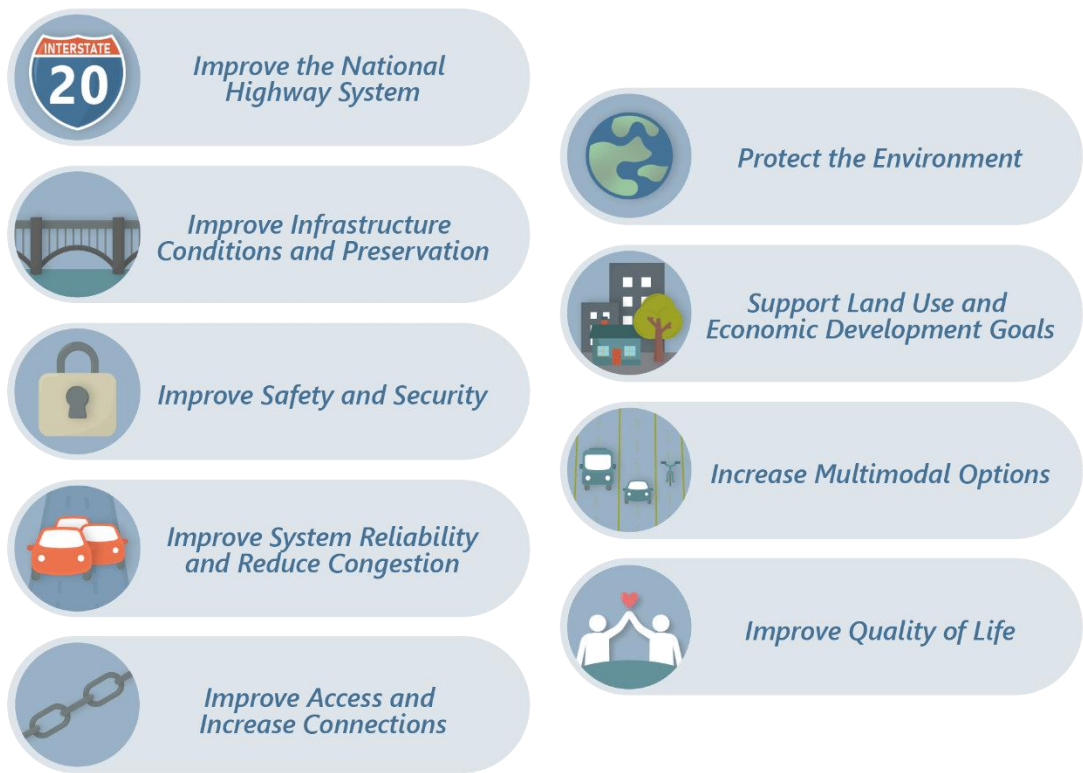 INTERSTATE
20
Improve the National
Highway System
Improve Infrastructure
Conditions and Preservation
Improve Safety and Security
Improve System Reliability
and Reduce Congestion
Improve Access and
Increase Connections
Protect the Environment
Support Land Use and
Economic Development Goals
Increase Multimodal Options
Improve Quality of Life